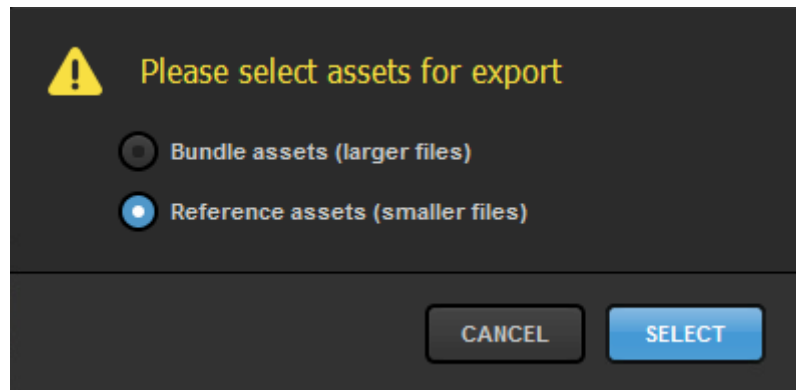 Please select assets for export
Bundle assets (larger files)
Reference assets (smaller files)
CANCEL SELECT